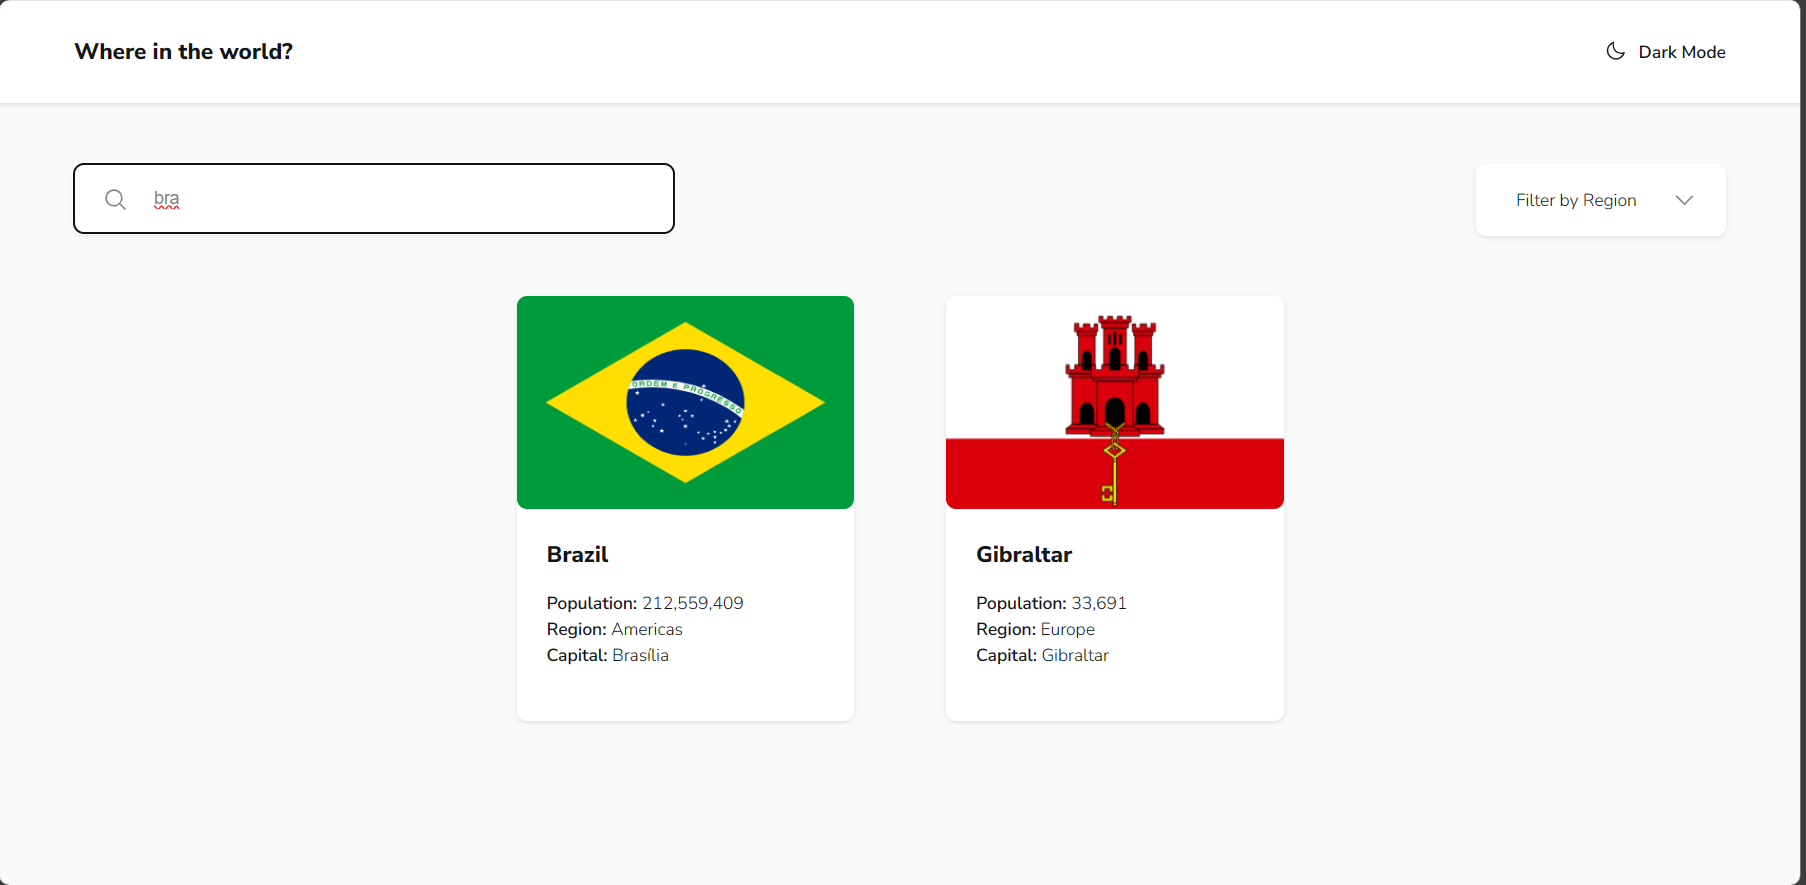 Where in the world?
Dark Mode
bra
Filter by Region
ORDEM E PROGRESSO
Brazil
Population: 212,559,409
Region: Americas
Capital: Brasília
Gibraltar
Population: 33,691
Region: Europe
Capital: Gibraltar